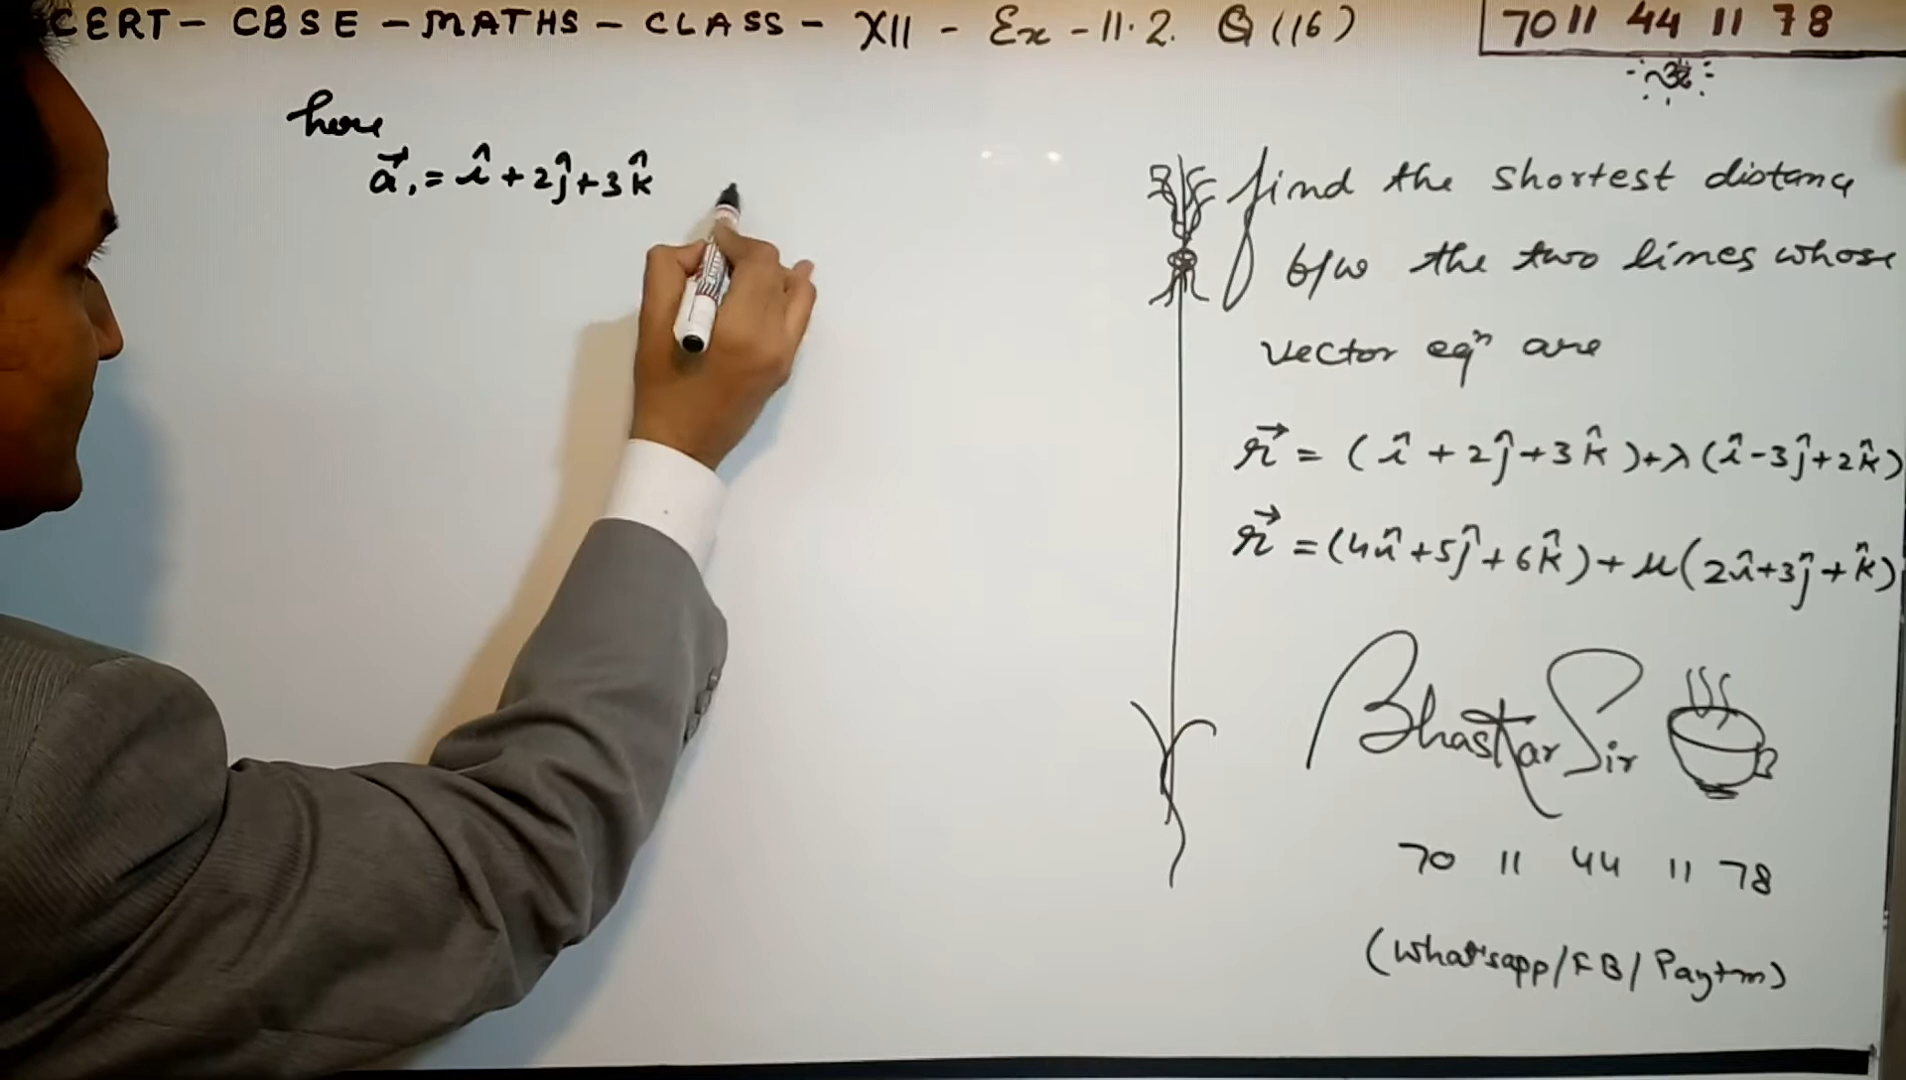 CERT - CBSE - MATHS - CLASS - XII - Ex - 11.2. Q (16)
70 11 44 11 78
ॐ
here
a⃗₁ = î + 2ĵ + 3k̂
find the shortest distance
b/w the two lines whose
vector eqⁿ are
r⃗ = (î + 2ĵ + 3k̂) + λ(î - 3ĵ + 2k̂)
r⃗ = (4î + 5ĵ + 6k̂) + μ(2î + 3ĵ + k̂)
Bhaskar Sir
70 11 44 11 78
(Whatsapp/FB/Paytm)